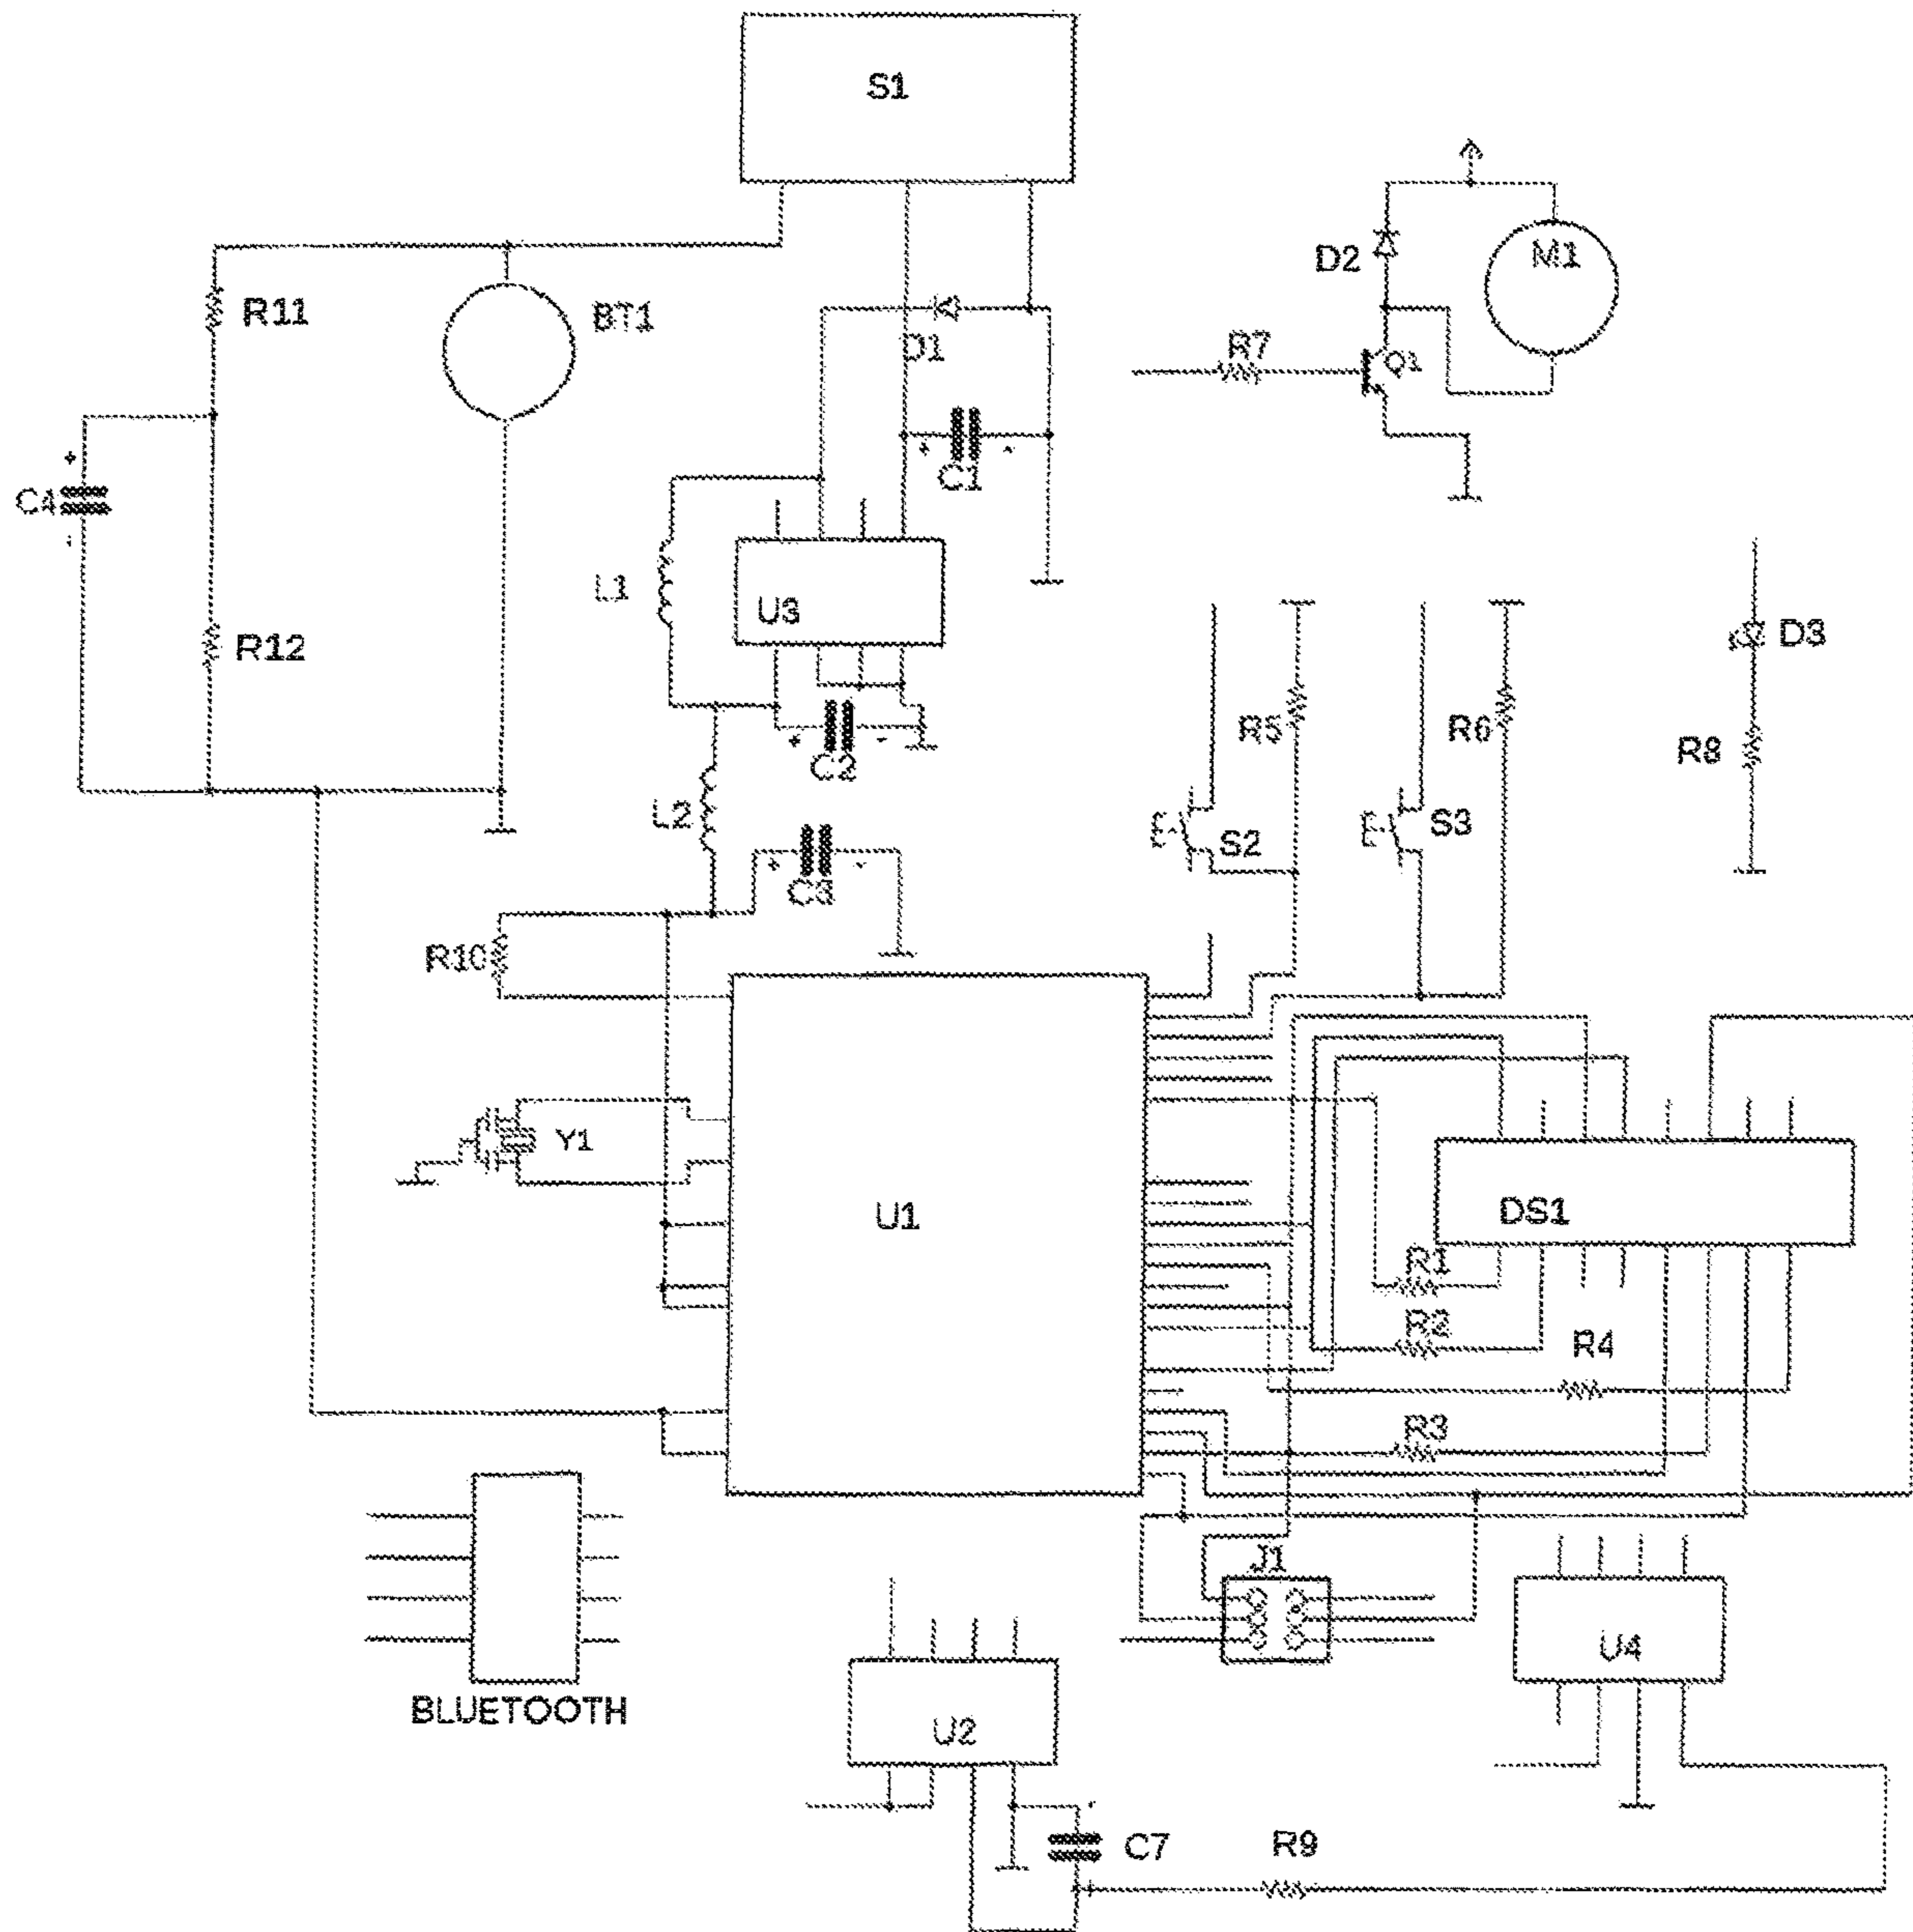 S1
D2
M1
R11
BT1
D1
R7
Q1
C4
C1
L1
U3
D3
R12
R5
R6
R8
C2
L2
S2
S3
C3
R10
Y1
U1
DS1
R1
R2
R4
R3
J1
U4
BLUETOOTH
U2
C7
R9